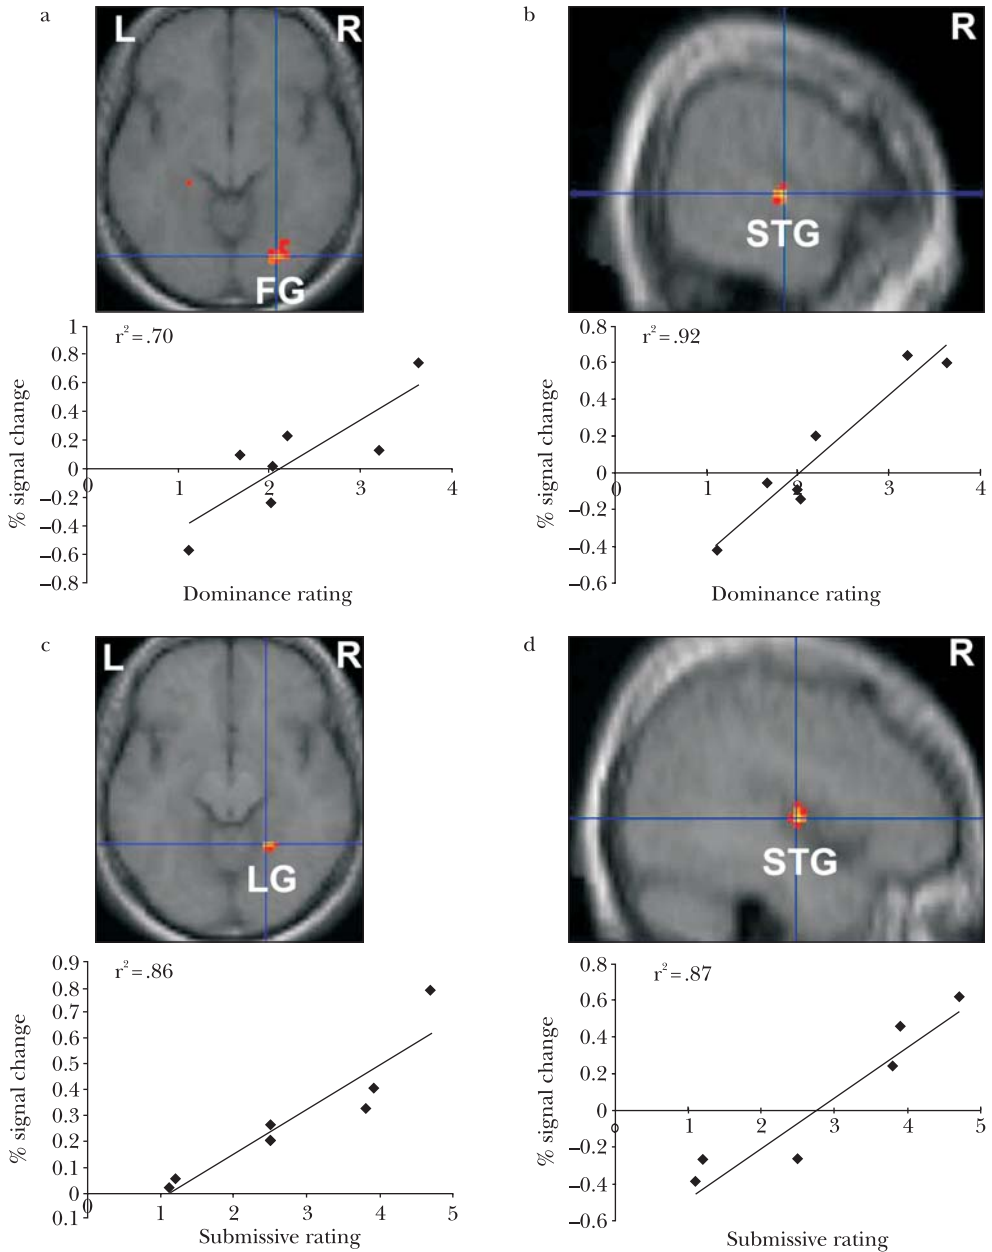 a
L R
FG
r² = .70
1
0.8
0.6
0.4
0.2
0
–0.2
–0.4
–0.6
–0.8
% signal change
0 1 2 3 4
Dominance rating
b
R
STG
r² = .92
0.8
0.6
0.4
0.2
0
–0.2
–0.4
–0.6
% signal change
0 1 2 3 4
Dominance rating
c
L R
LG
r² = .86
0.9
0.8
0.7
0.6
0.5
0.4
0.3
0.2
0.1
0
0.1
% signal change
0 1 2 3 4 5
Submissive rating
d
R
STG
r² = .87
0.8
0.6
0.4
0.2
0
–0.2
–0.4
–0.6
% signal change
0 1 2 3 4 5
Submissive rating